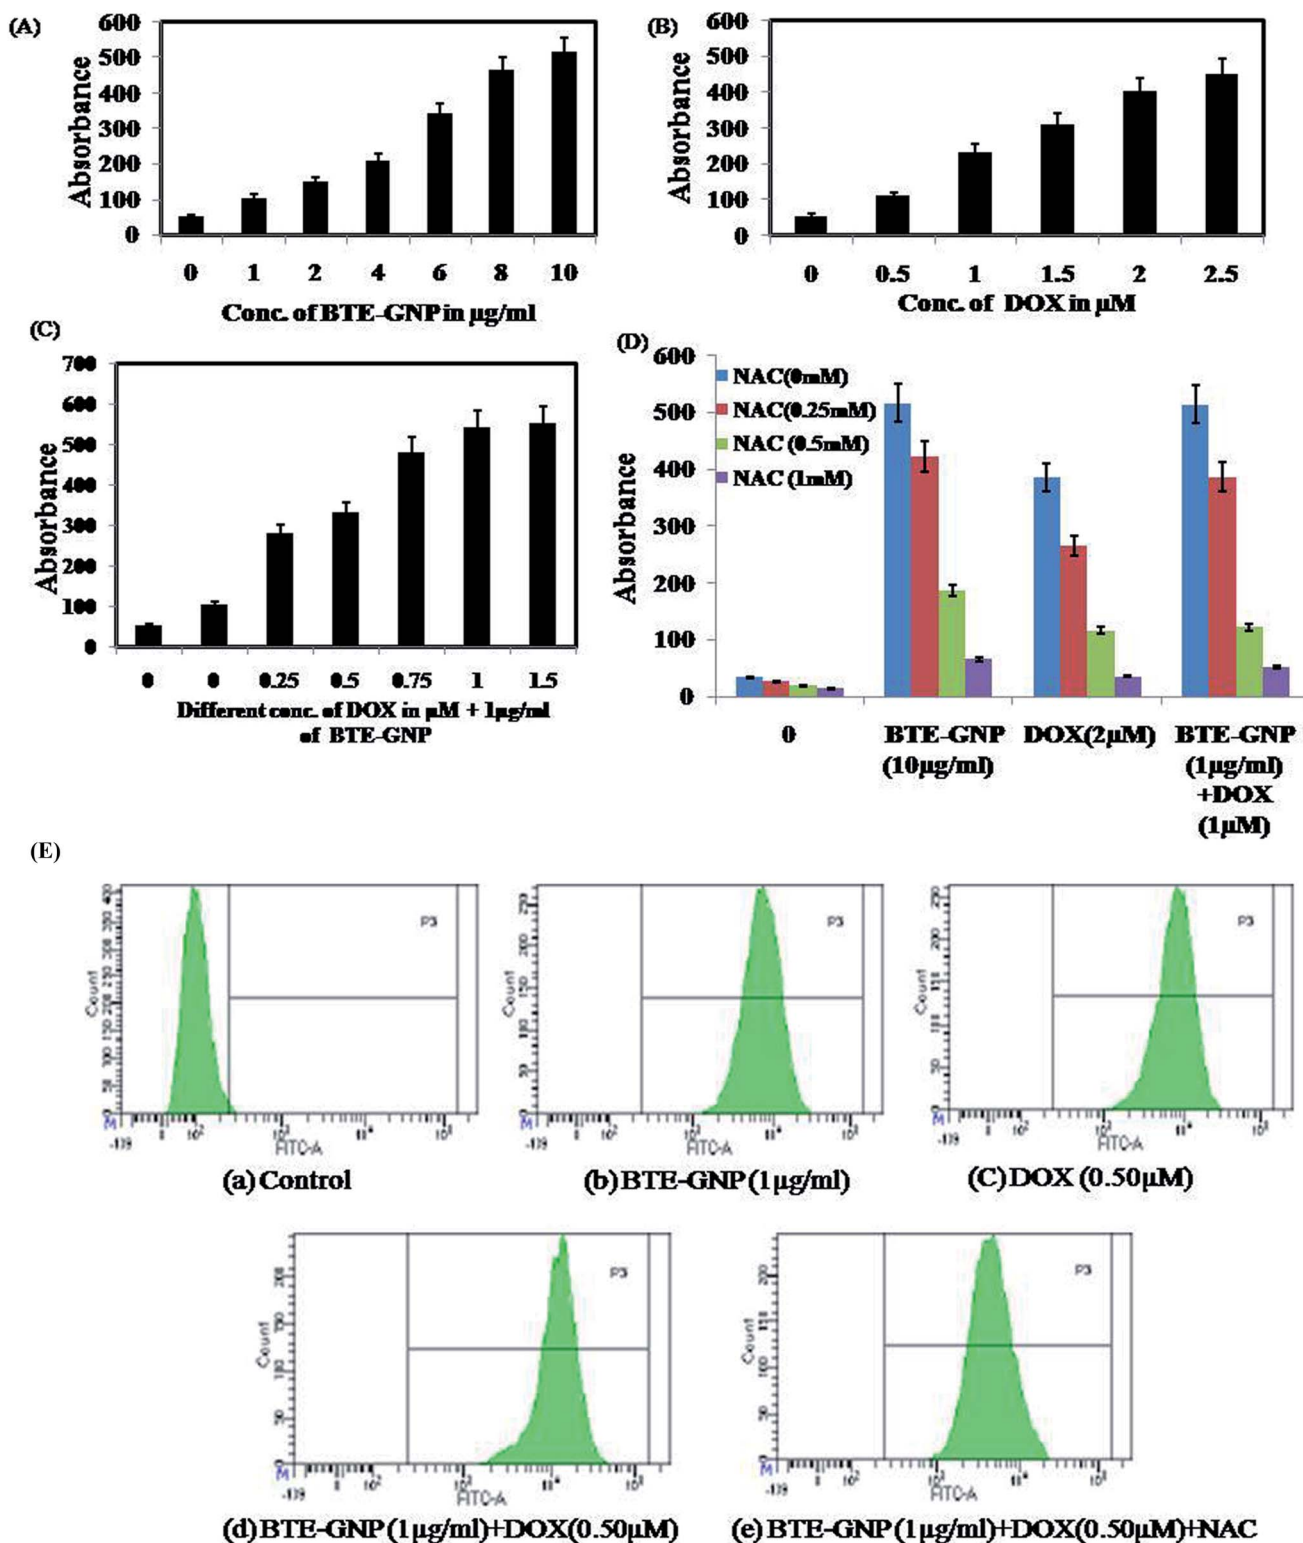 (A)
Absorbance
600
500
400
300
200
100
0
0 1 2 4 6 8 10
Conc. of BTE-GNP in µg/ml
(B)
Absorbance
600
500
400
300
200
100
0
0 0.5 1 1.5 2 2.5
Conc. of DOX in µM
(C)
Absorbance
700
600
500
400
300
200
100
0
0 0 0.25 0.5 0.75 1 1.5
Different conc. of DOX in µM + 1µg/ml
of BTE-GNP
(D)
Absorbance
600
500
400
300
200
100
0
NAC(0mM)
NAC(0.25mM)
NAC (0.5mM)
NAC (1mM)
0 BTE-GNP DOX(2µM) BTE-GNP
(10µg/ml) (1µg/ml)
+DOX
(1µM)
(E)
Count
P3
FITC-A
(a) Control
Count
P3
FITC-A
(b) BTE-GNP (1µg/ml)
Count
P3
FITC-A
(C) DOX (0.50µM)
Count
P3
FITC-A
(d) BTE-GNP (1µg/ml)+DOX(0.50µM)
Count
P3
FITC-A
(e) BTE-GNP (1µg/ml)+DOX(0.50µM)+NAC